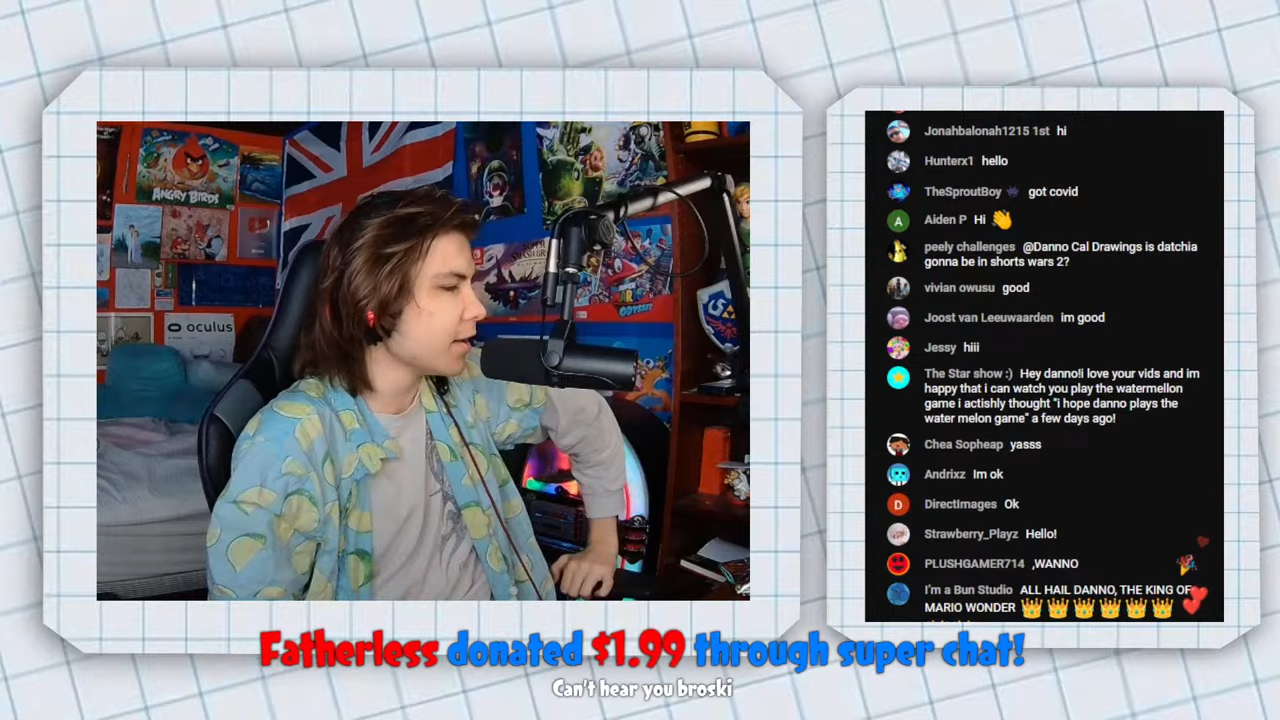 ANGRY BIRDS
oculus
ODYSSEY
Jonahbalonah1215 1st hi
Hunterx1 hello
TheSproutBoy got covid
A
Aiden P Hi
peely challenges @Danno Cal Drawings is datchia
gonna be in shorts wars 2?
vivian owusu good
Joost van Leeuwaarden im good
Jessy hiii
The Star show :) Hey dannoIi love your vids and im
happy that i can watch you play the watermellon
game i actishly thought "i hope danno plays the
water melon game" a few days ago!
Chea Sopheap yasss
Andrixz Im ok
D
DirectImages Ok
Strawberry_Playz Hello!
PLUSHGAMER714 ,WANNO
I'm a Bun Studio ALL HAIL DANNO, THE KING OF
MARIO WONDER
Fatherless donated $1.99 through super chat!
Can't hear you broski